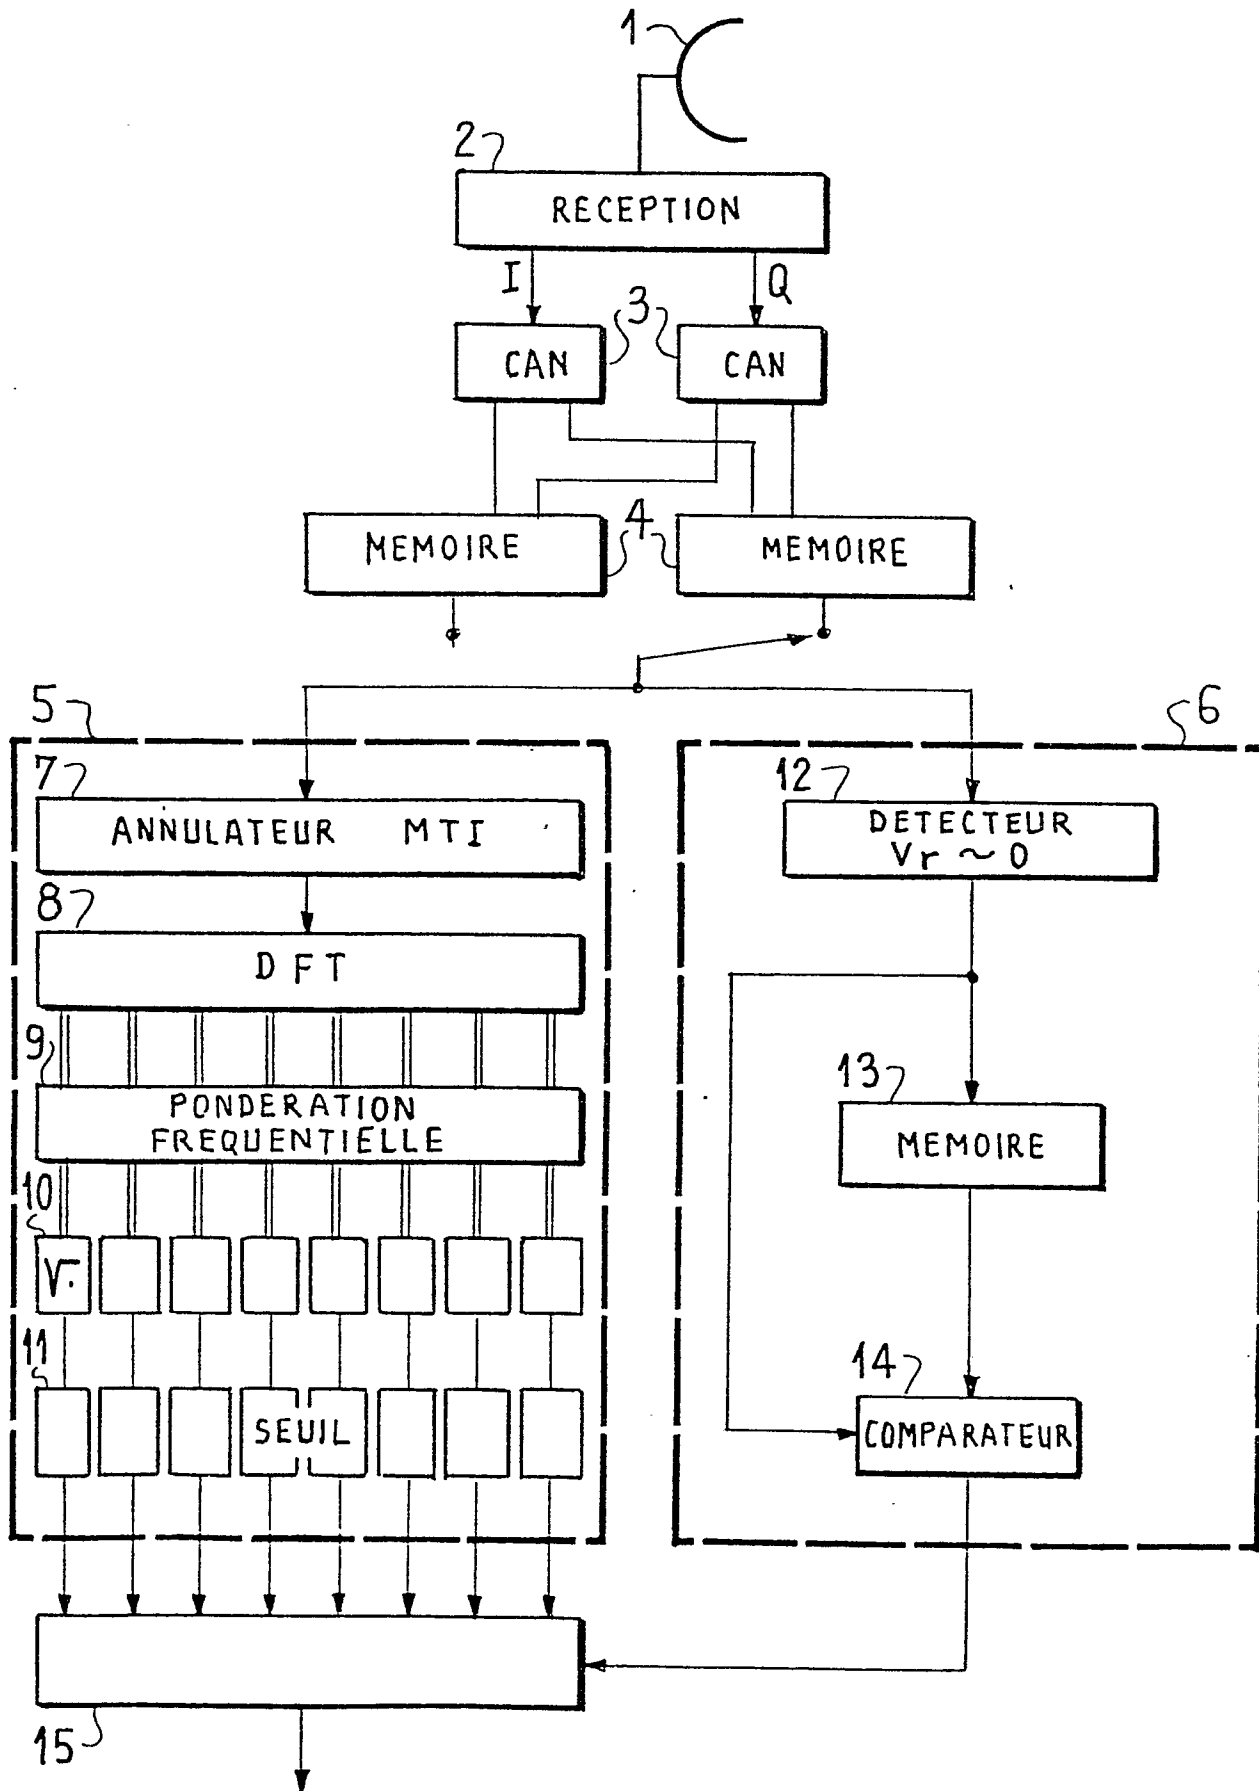 1
2
RECEPTION
I
Q
3
CAN
CAN
4
MEMOIRE
MEMOIRE
5
6
7
ANNULATEUR MTI
12
DETECTEUR
Vr ~ 0
8
DFT
9
PONDERATION
FREQUENTIELLE
13
MEMOIRE
10
11
SEUIL
14
COMPARATEUR
15